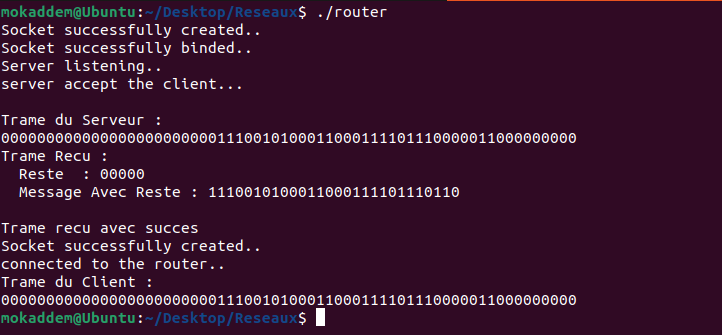 mokaddem@Ubuntu:~/Desktop/Reseaux$ ./router
Socket successfully created..
Socket successfully binded..
Server listening..
server accept the client...
Trame du Serveur :
0000000000000000000000001110010100011000111101110000011000000000
Trame Recu :
Reste  : 00000
Message Avec Reste : 1110010100011000111101110110
Trame recu avec succes
Socket successfully created..
connected to the router..
Trame du Client :
0000000000000000000000001110010100011000111101110000011000000000
mokaddem@Ubuntu:~/Desktop/Reseaux$